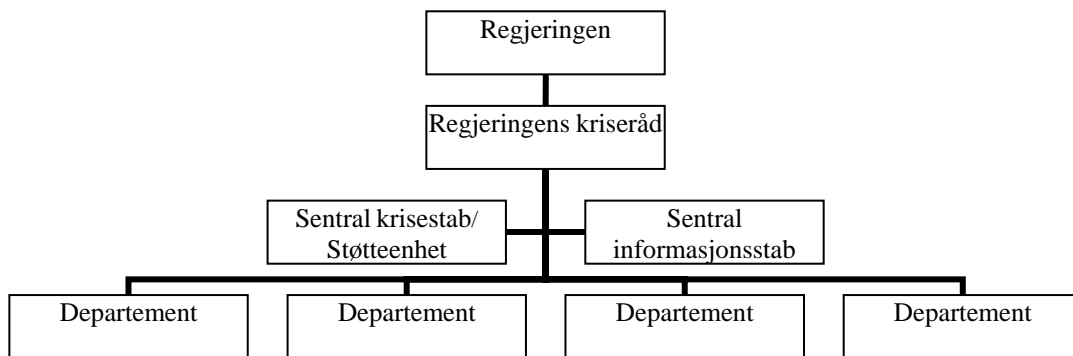 Regjeringen
Regjeringens kriseråd
Sentral krisestab/
Støtteenhet
Sentral
informasjonsstab
Departement
Departement
Departement
Departement